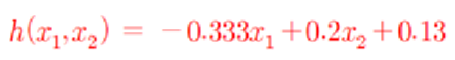 h(x₁,x₂) = −0.333x₁+0.2x₂+0.13